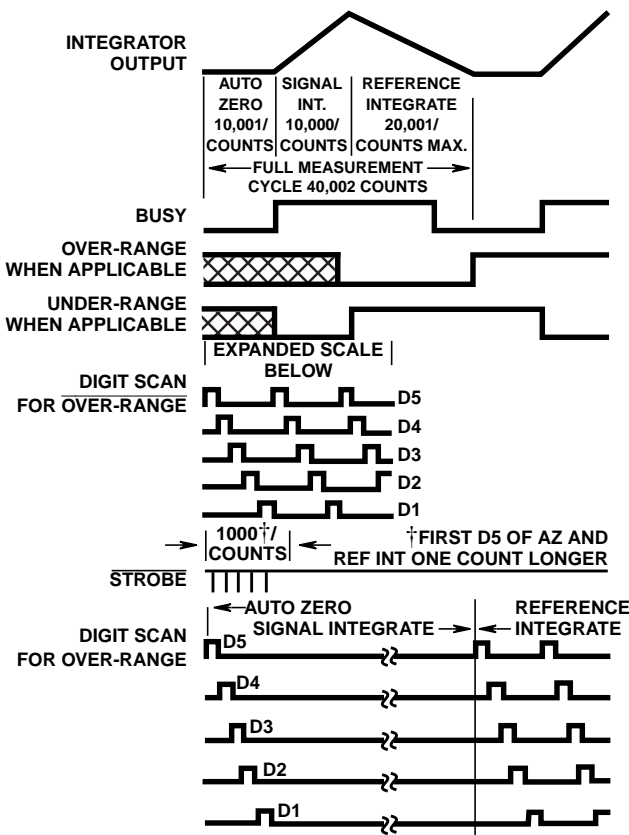 INTEGRATOR
OUTPUT
AUTO
ZERO
10,001/
COUNTS
SIGNAL
INT.
10,000/
COUNTS
REFERENCE
INTEGRATE
20,001/
COUNTS MAX.
FULL MEASUREMENT
CYCLE 40,002 COUNTS
BUSY
OVER-RANGE
WHEN APPLICABLE
UNDER-RANGE
WHEN APPLICABLE
EXPANDED SCALE
BELOW
DIGIT SCAN
FOR OVER-RANGE
D5
D4
D3
D2
D1
1000†/
COUNTS
†FIRST D5 OF AZ AND
REF INT ONE COUNT LONGER
STROBE
AUTO ZERO
SIGNAL INTEGRATE
REFERENCE
INTEGRATE
DIGIT SCAN
FOR OVER-RANGE
D5
D4
D3
D2
D1